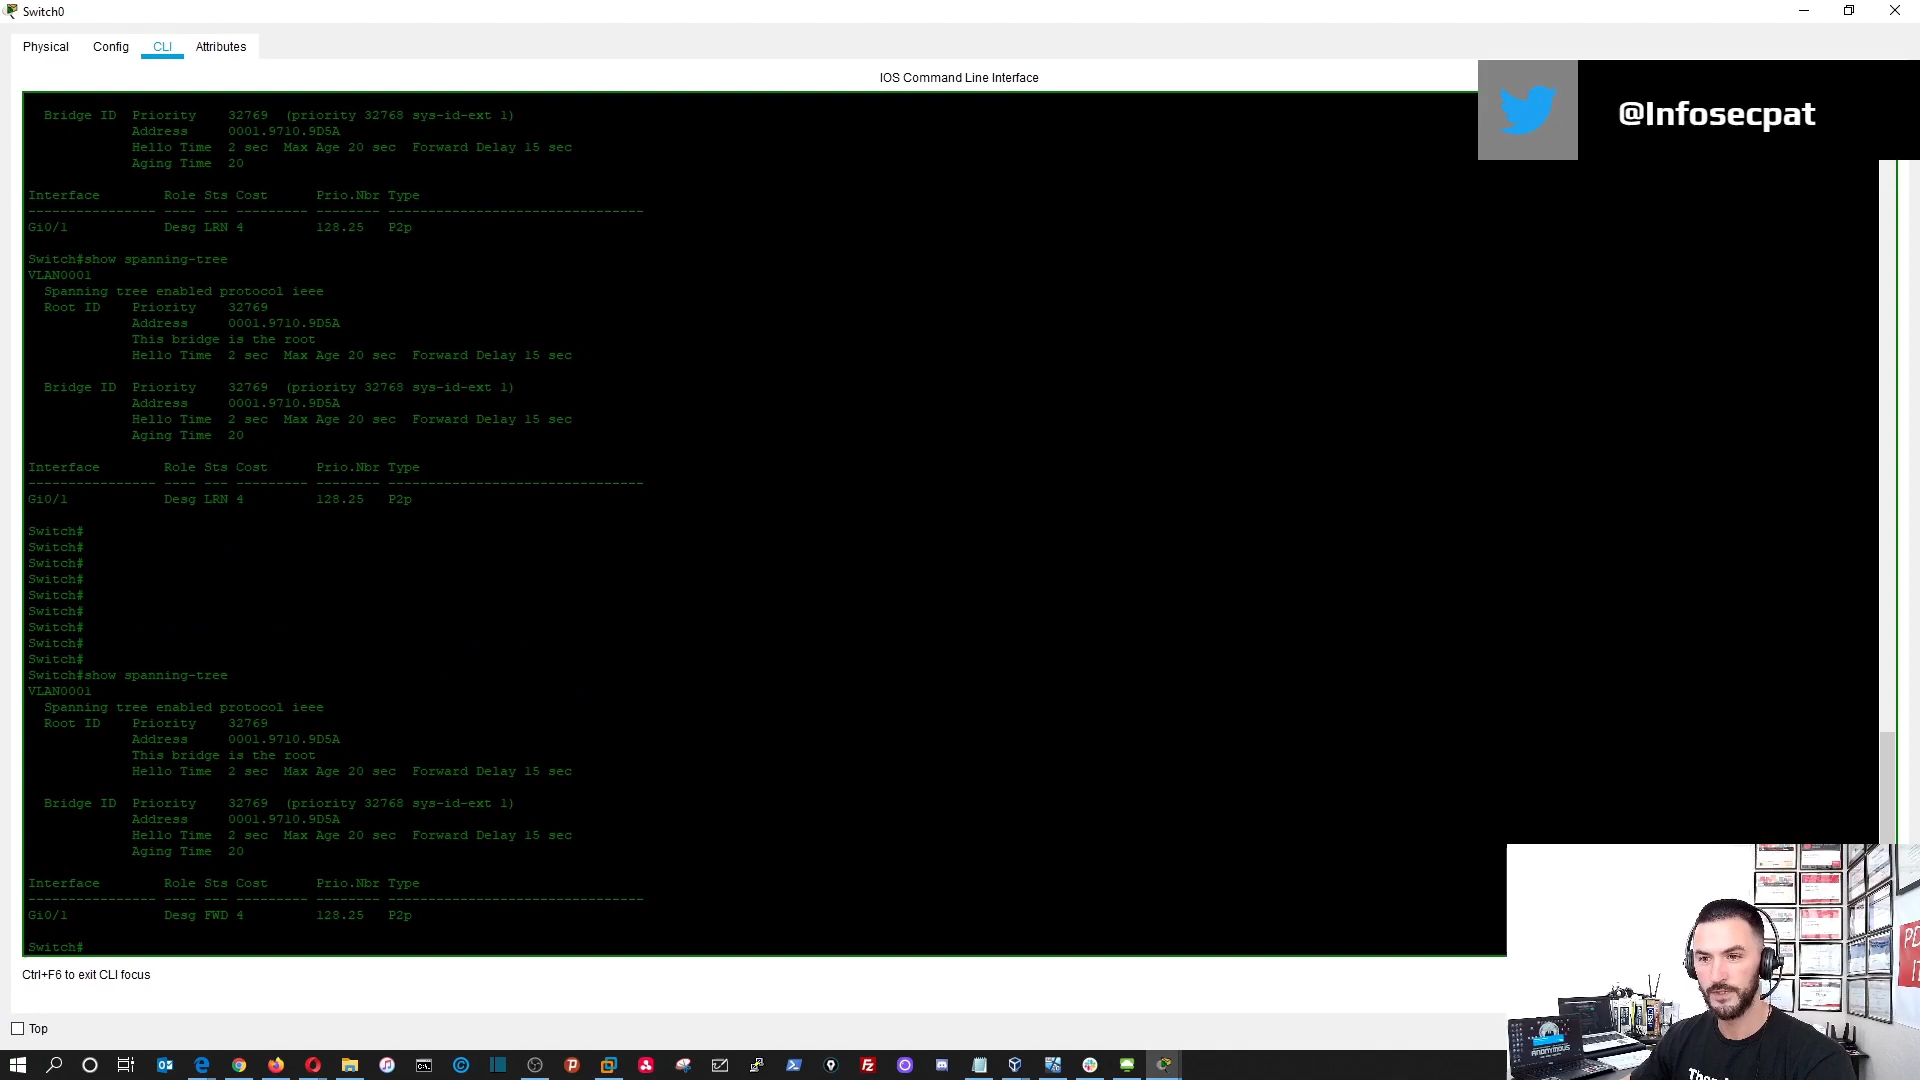 Switch0
Physical Config CLI Attributes
IOS Command Line Interface
@Infosecpat
Bridge ID Priority 32769 (priority 32768 sys-id-ext 1)
Address 0001.9710.9D5A
Hello Time 2 sec Max Age 20 sec Forward Delay 15 sec
Aging Time 20
Interface Role Sts Cost Prio.Nbr Type
---------------- ---- --- --------- -------- --------------------------------
Gi0/1 Desg LRN 4 128.25 P2p
Switch#show spanning-tree
VLAN0001
Spanning tree enabled protocol ieee
Root ID Priority 32769
Address 0001.9710.9D5A
This bridge is the root
Hello Time 2 sec Max Age 20 sec Forward Delay 15 sec
Bridge ID Priority 32769 (priority 32768 sys-id-ext 1)
Address 0001.9710.9D5A
Hello Time 2 sec Max Age 20 sec Forward Delay 15 sec
Aging Time 20
Interface Role Sts Cost Prio.Nbr Type
---------------- ---- --- --------- -------- --------------------------------
Gi0/1 Desg LRN 4 128.25 P2p
Switch#
Switch#
Switch#
Switch#
Switch#
Switch#
Switch#
Switch#
Switch#
Switch#show spanning-tree
VLAN0001
Spanning tree enabled protocol ieee
Root ID Priority 32769
Address 0001.9710.9D5A
This bridge is the root
Hello Time 2 sec Max Age 20 sec Forward Delay 15 sec
Bridge ID Priority 32769 (priority 32768 sys-id-ext 1)
Address 0001.9710.9D5A
Hello Time 2 sec Max Age 20 sec Forward Delay 15 sec
Aging Time 20
Interface Role Sts Cost Prio.Nbr Type
---------------- ---- --- --------- -------- --------------------------------
Gi0/1 Desg FWD 4 128.25 P2p
Switch#
Ctrl+F6 to exit CLI focus
Top
ANONYMOUS